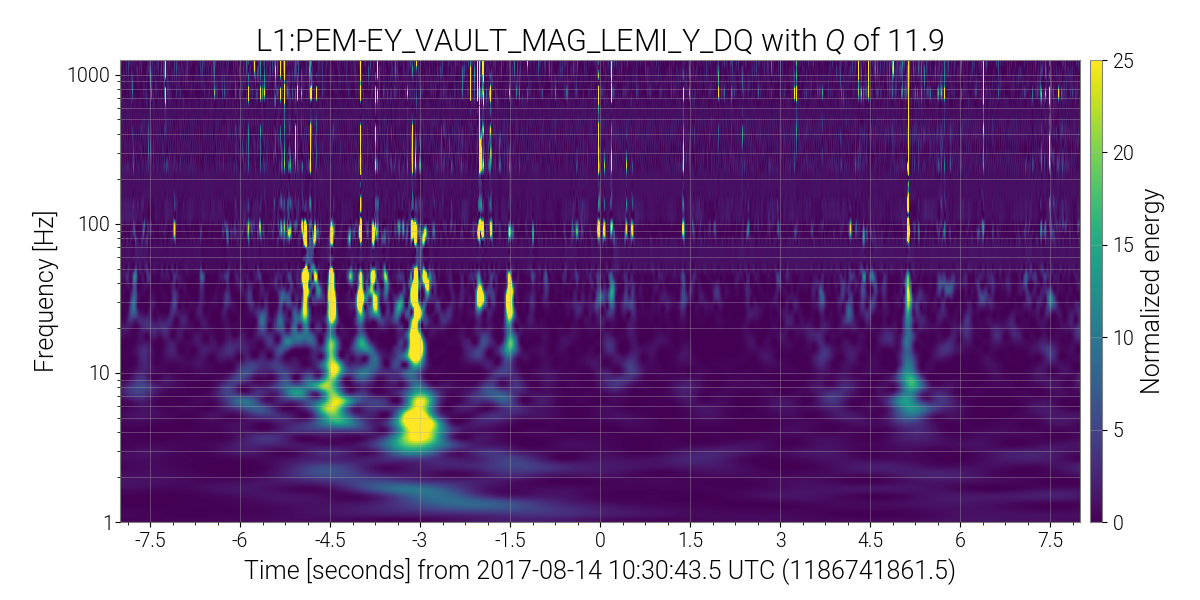 L1:PEM-EY_VAULT_MAG_LEMI_Y_DQ with Q of 11.9
Frequency [Hz]
1000
100
10
1
-7.5 -6 -4.5 -3 -1.5 0 1.5 3 4.5 6 7.5
Time [seconds] from 2017-08-14 10:30:43.5 UTC (1186741861.5)
25
20
15
10
5
0
Normalized energy